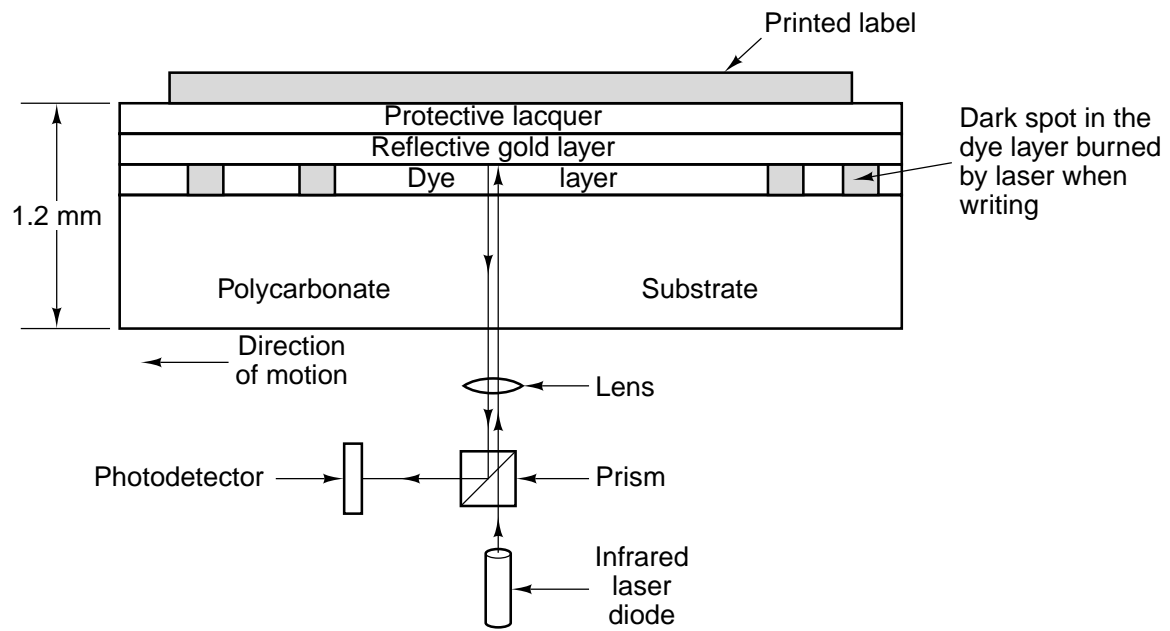 Printed label
Protective lacquer
Reflective gold layer
Dark spot in the
dye layer burned
by laser when
writing
Dye layer
1.2 mm
Polycarbonate Substrate
Direction
of motion
Lens
Photodetector
Prism
Infrared
laser
diode